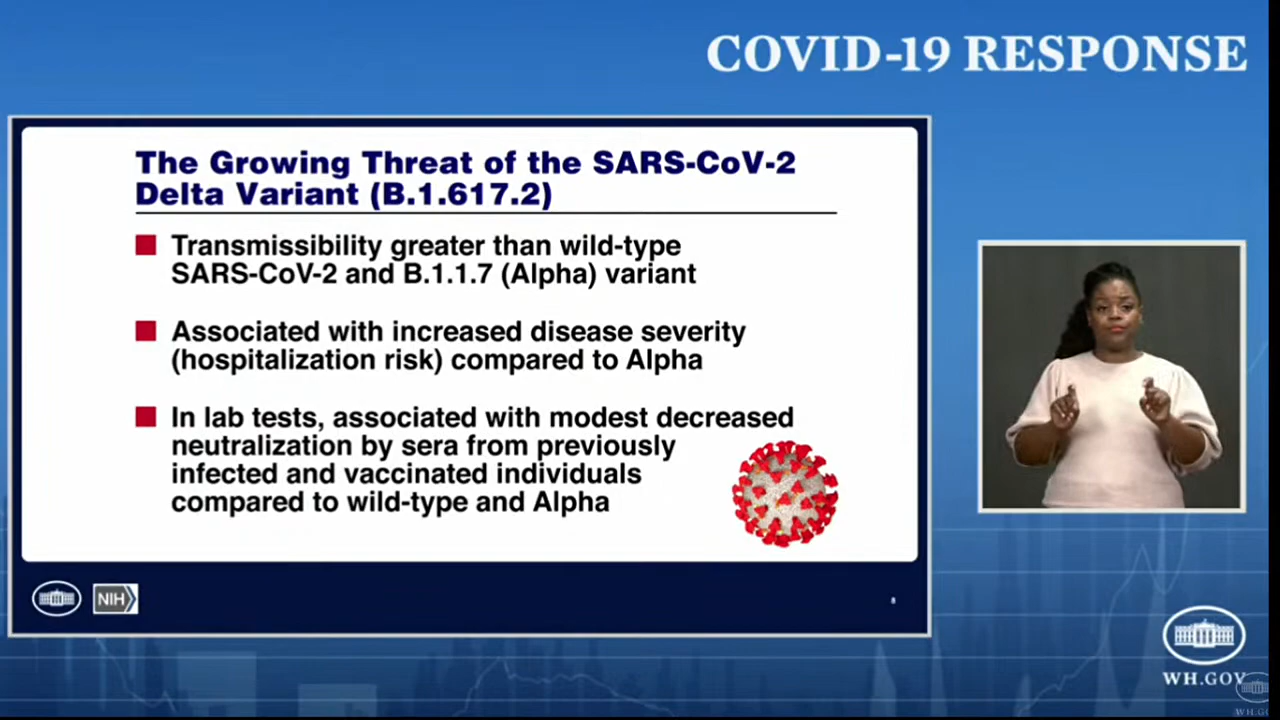 COVID-19 RESPONSE
The Growing Threat of the SARS-CoV-2
Delta Variant (B.1.617.2)
Transmissibility greater than wild-type
SARS-CoV-2 and B.1.1.7 (Alpha) variant
Associated with increased disease severity
(hospitalization risk) compared to Alpha
In lab tests, associated with modest decreased
neutralization by sera from previously
infected and vaccinated individuals
compared to wild-type and Alpha
NIH
8
WH.GOV
WH.GO